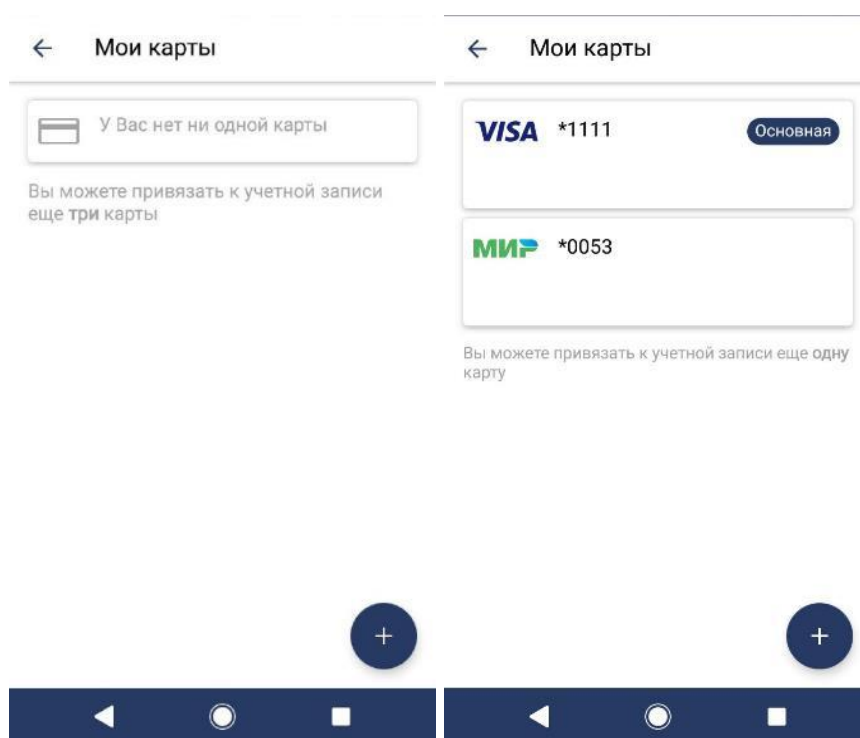 Мои карты
У Вас нет ни одной карты
Вы можете привязать к учетной записи
еще три карты
Мои карты
VISA *1111 Основная
МИР *0053
Вы можете привязать к учетной записи еще одну
карту